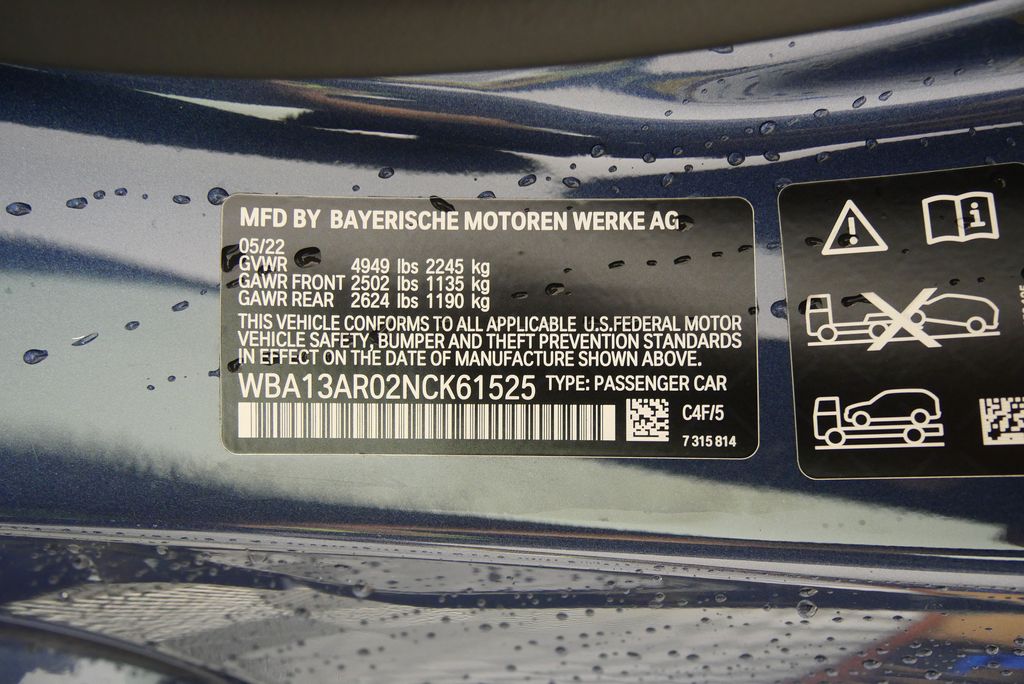 MFD BY BAYERISCHE MOTOREN WERKE AG
05/22
GVWR 4949 lbs 2245 kg
GAWR FRONT 2502 lbs 1135 kg
GAWR REAR 2624 lbs 1190 kg
THIS VEHICLE CONFORMS TO ALL APPLICABLE U.S.FEDERAL MOTOR
VEHICLE SAFETY, BUMPER AND THEFT PREVENTION STANDARDS
IN EFFECT ON THE DATE OF MANUFACTURE SHOWN ABOVE.
WBA13AR02NCK61525 TYPE: PASSENGER CAR
C4F/5
7 315 814